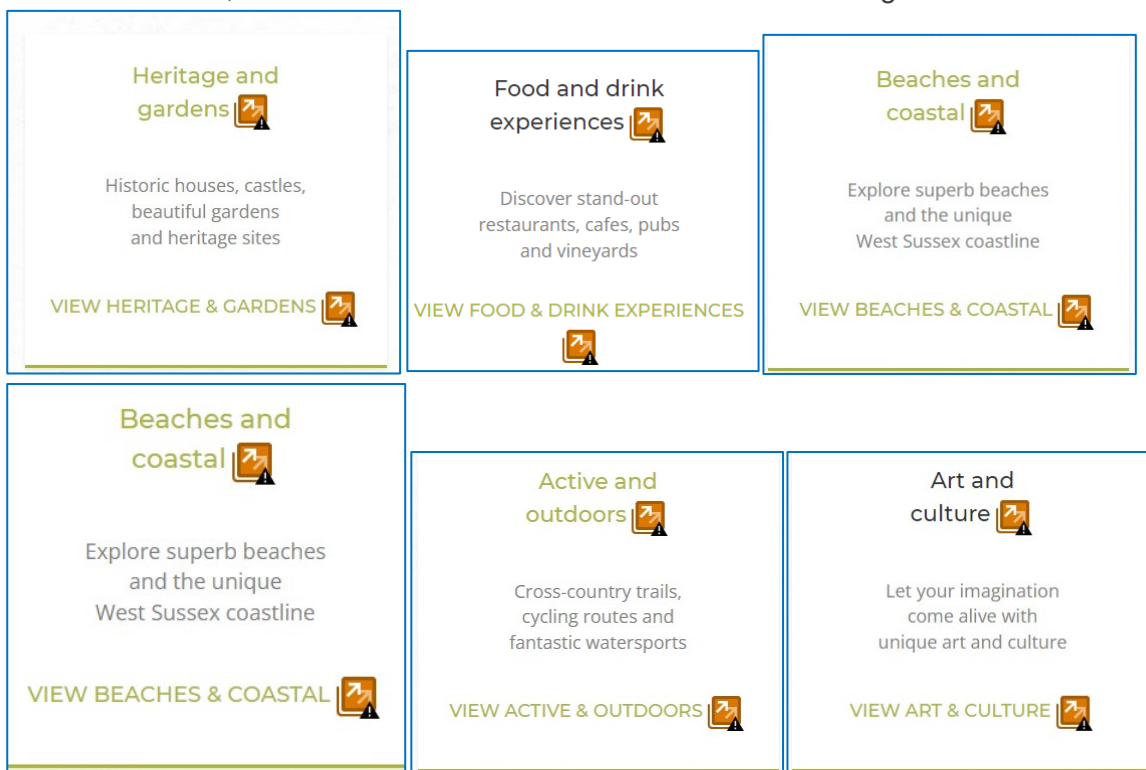 Heritage and
gardens
Historic houses, castles,
beautiful gardens
and heritage sites
VIEW HERITAGE & GARDENS
Food and drink
experiences
Discover stand-out
restaurants, cafes, pubs
and vineyards
VIEW FOOD & DRINK EXPERIENCES
Beaches and
coastal
Explore superb beaches
and the unique
West Sussex coastline
VIEW BEACHES & COASTAL
Beaches and
coastal
Explore superb beaches
and the unique
West Sussex coastline
VIEW BEACHES & COASTAL
Active and
outdoors
Cross-country trails,
cycling routes and
fantastic watersports
VIEW ACTIVE & OUTDOORS
Art and
culture
Let your imagination
come alive with
unique art and culture
VIEW ART & CULTURE